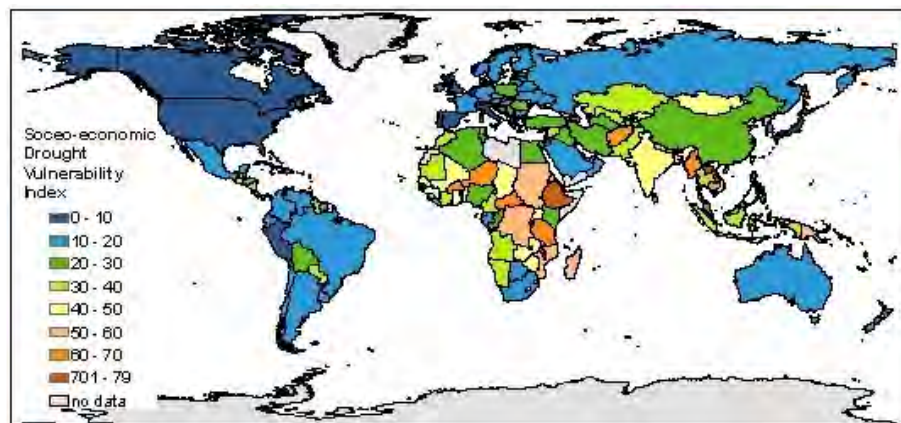 Soceo-economic
Drought
Vulnerability
Index
0 - 10
10 - 20
20 - 30
30 - 40
40 - 50
50 - 60
60 - 70
701 - 79
no data